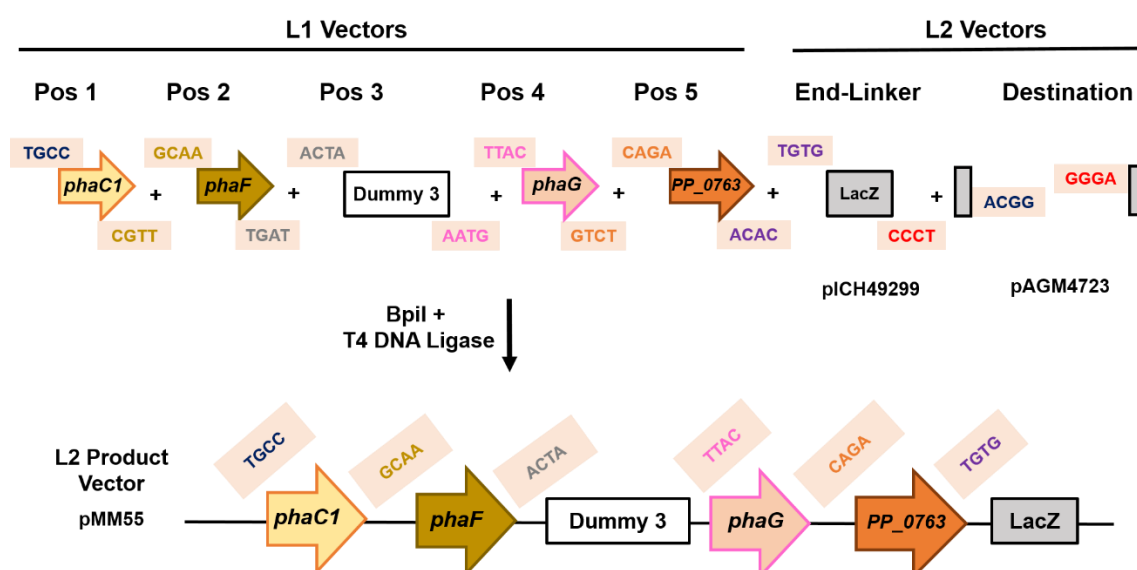 L1 Vectors
L2 Vectors
Pos 1
Pos 2
Pos 3
Pos 4
Pos 5
End-Linker
Destination
TGCC
GCAA
ACTA
TTAC
CAGA
TGTG
GGGA
phaC1
+
phaF
+
Dummy 3
+
phaG
+
PP_0763
+
LacZ
+
ACGG
CGTT
TGAT
AATG
GTCT
ACAC
CCCT
pICH49299
pAGM4723
BpiI +
T4 DNA Ligase
TGCC
GCAA
ACTA
TTAC
CAGA
TGTG
L2 Product
Vector
pMM55
phaC1
phaF
Dummy 3
phaG
PP_0763
LacZ